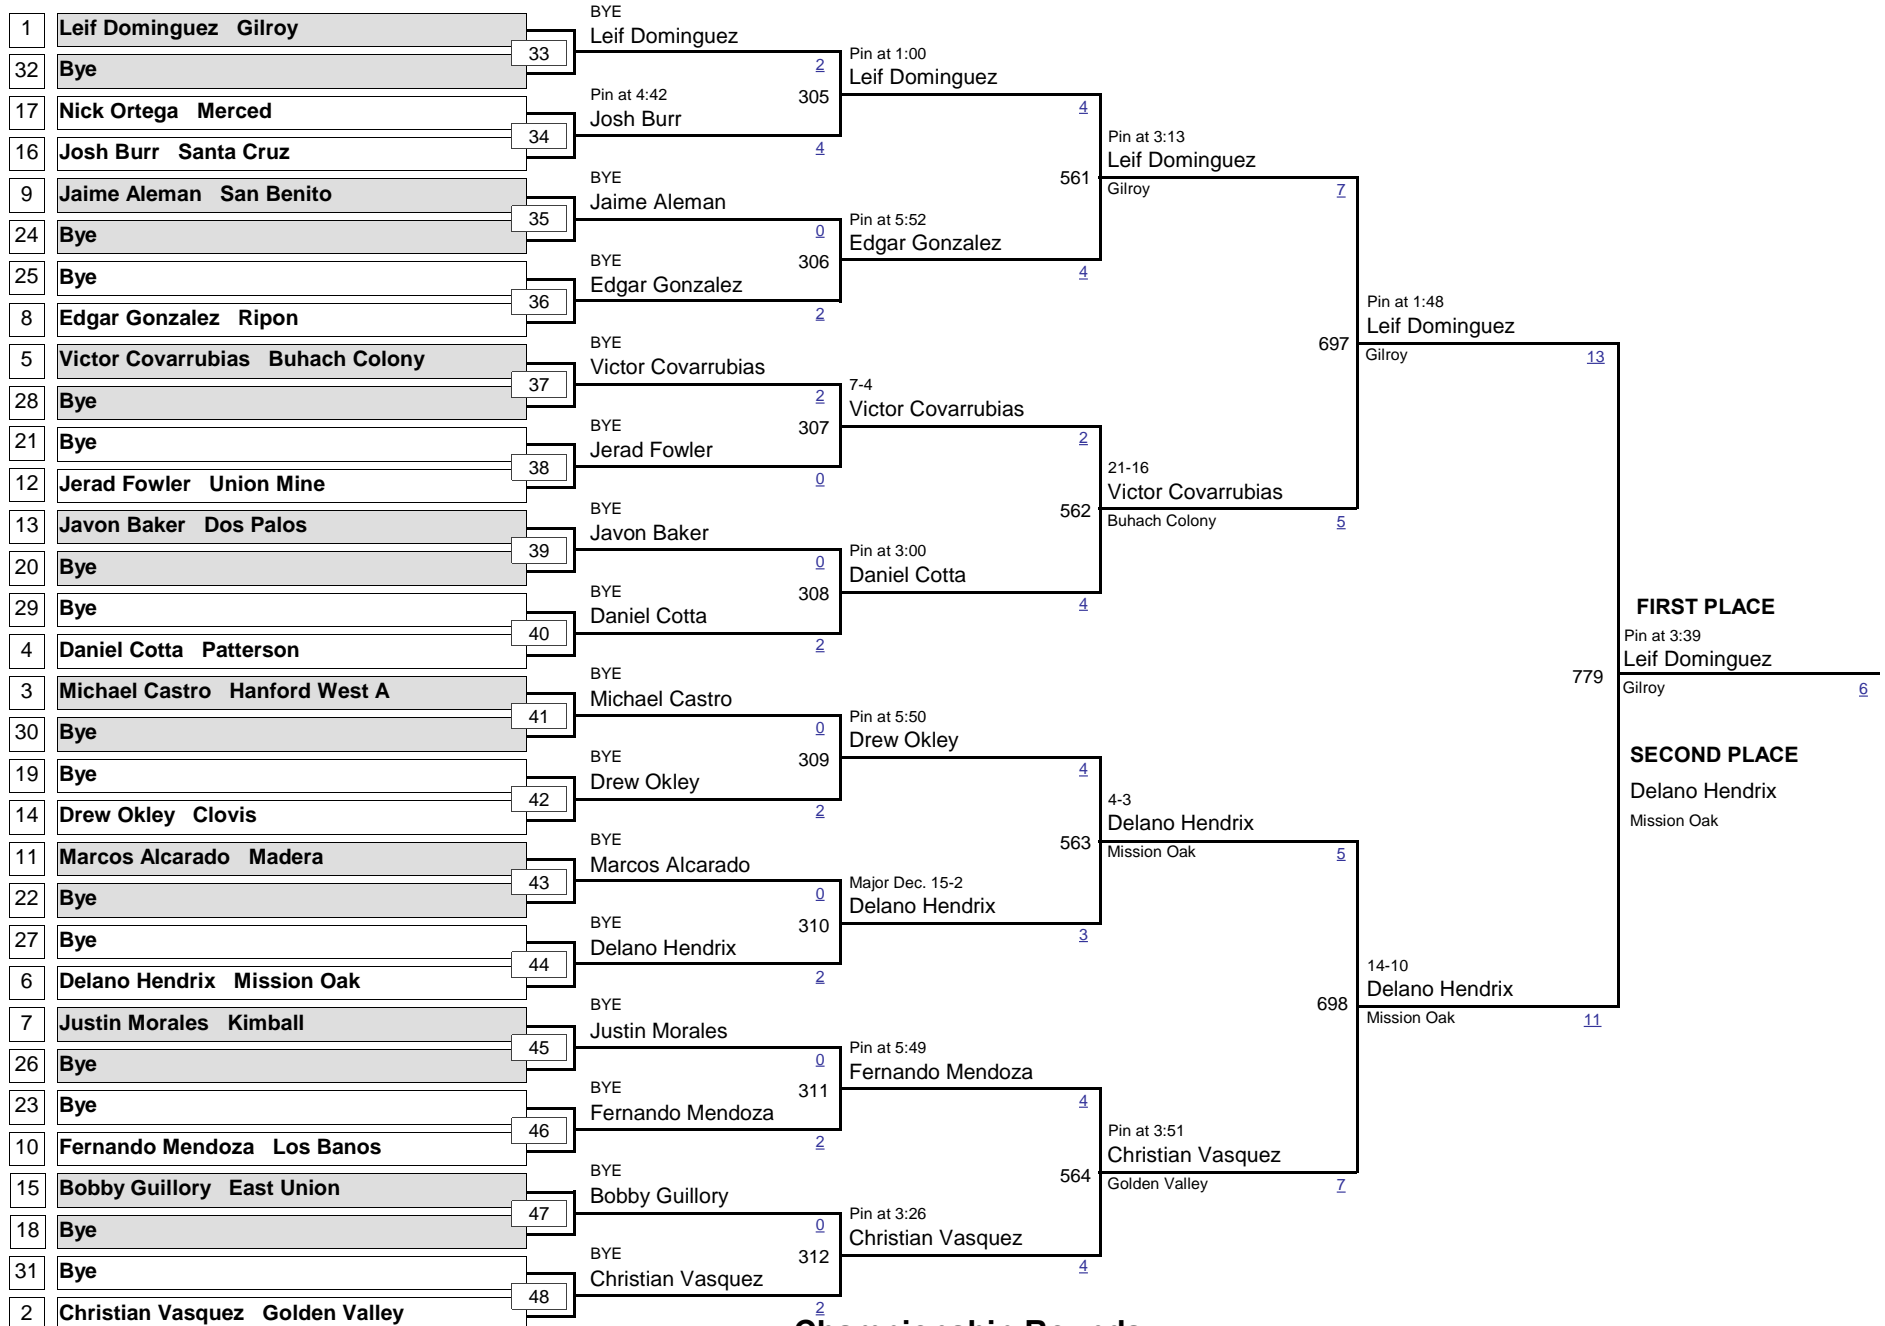 1 Leif Dominguez Gilroy
32 Bye
17 Nick Ortega Merced
16 Josh Burr Santa Cruz
9 Jaime Aleman San Benito
24 Bye
25 Bye
8 Edgar Gonzalez Ripon
5 Victor Covarrubias Buhach Colony
28 Bye
21 Bye
12 Jerad Fowler Union Mine
13 Javon Baker Dos Palos
20 Bye
29 Bye
4 Daniel Cotta Patterson
3 Michael Castro Hanford West A
30 Bye
19 Bye
14 Drew Okley Clovis
11 Marcos Alcarado Madera
22 Bye
27 Bye
6 Delano Hendrix Mission Oak
7 Justin Morales Kimball
26 Bye
23 Bye
10 Fernando Mendoza Los Banos
15 Bobby Guillory East Union
18 Bye
31 Bye
2 Christian Vasquez Golden Valley
33
34
35
36
37
38
39
40
41
42
43
44
45
46
47
48
BYE
Leif Dominguez
2
Pin at 4:42
305
Josh Burr
4
BYE
Jaime Aleman
0
BYE
306
Edgar Gonzalez
2
BYE
Victor Covarrubias
2
BYE
307
Jerad Fowler
0
BYE
Javon Baker
0
BYE
308
Daniel Cotta
2
BYE
Michael Castro
0
BYE
309
Drew Okley
2
BYE
Marcos Alcarado
0
BYE
310
Delano Hendrix
2
BYE
Justin Morales
0
BYE
311
Fernando Mendoza
2
BYE
Bobby Guillory
0
BYE
312
Christian Vasquez
2
Pin at 1:00
Leif Dominguez
4
561
Pin at 5:52
Edgar Gonzalez
4
7-4
Victor Covarrubias
2
562
Pin at 3:00
Daniel Cotta
4
Pin at 5:50
Drew Okley
4
563
Major Dec. 15-2
Delano Hendrix
3
Pin at 5:49
Fernando Mendoza
4
564
Pin at 3:26
Christian Vasquez
4
Pin at 3:13
Leif Dominguez
Gilroy
7
697
21-16
Victor Covarrubias
Buhach Colony
5
4-3
Delano Hendrix
Mission Oak
5
698
Pin at 3:51
Christian Vasquez
Golden Valley
7
Pin at 1:48
Leif Dominguez
Gilroy
13
779
14-10
Delano Hendrix
Mission Oak
11
FIRST PLACE
Pin at 3:39
Leif Dominguez
Gilroy
6
SECOND PLACE
Delano Hendrix
Mission Oak
Championship Rounds